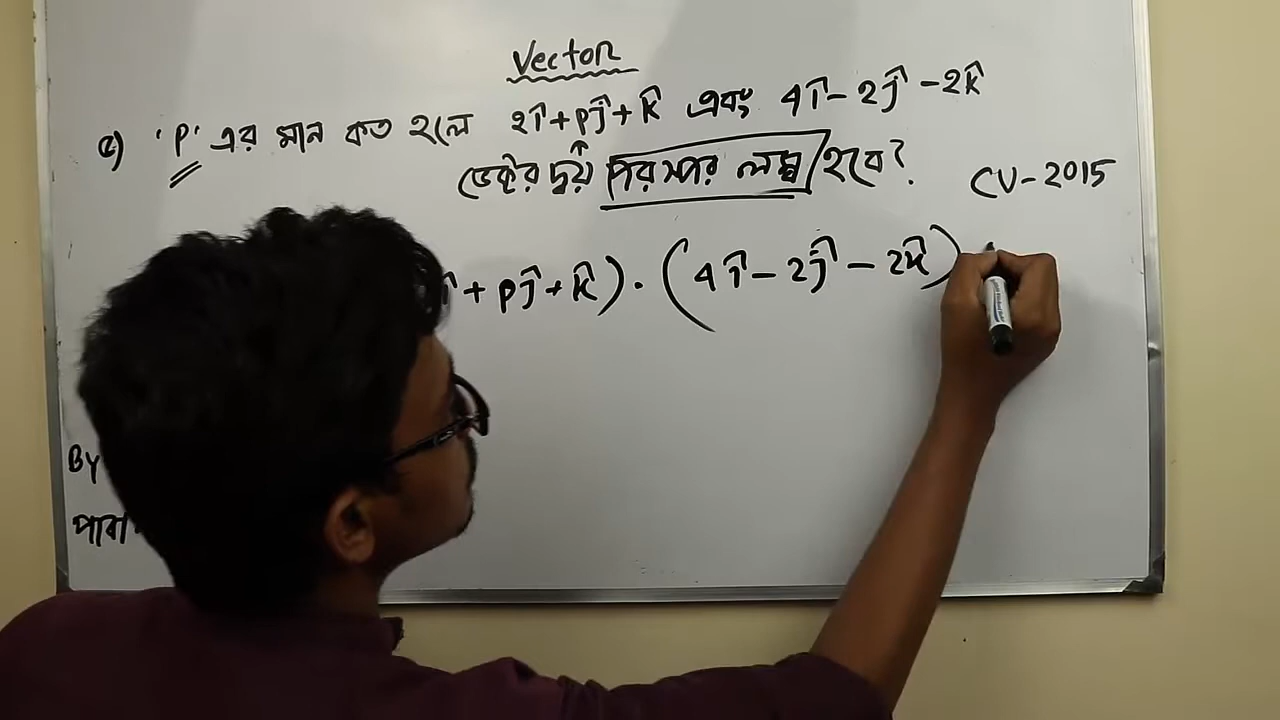 Vector
৫) 'P' এর মান কত হলে 2î + pĵ + k̂ এবং 4î - 2ĵ - 2k̂
ভেক্টর দ্বয় পরস্পর লম্ব হবে? CU-2015
+ pĵ + k̂) · (4î - 2ĵ - 2k̂)
By